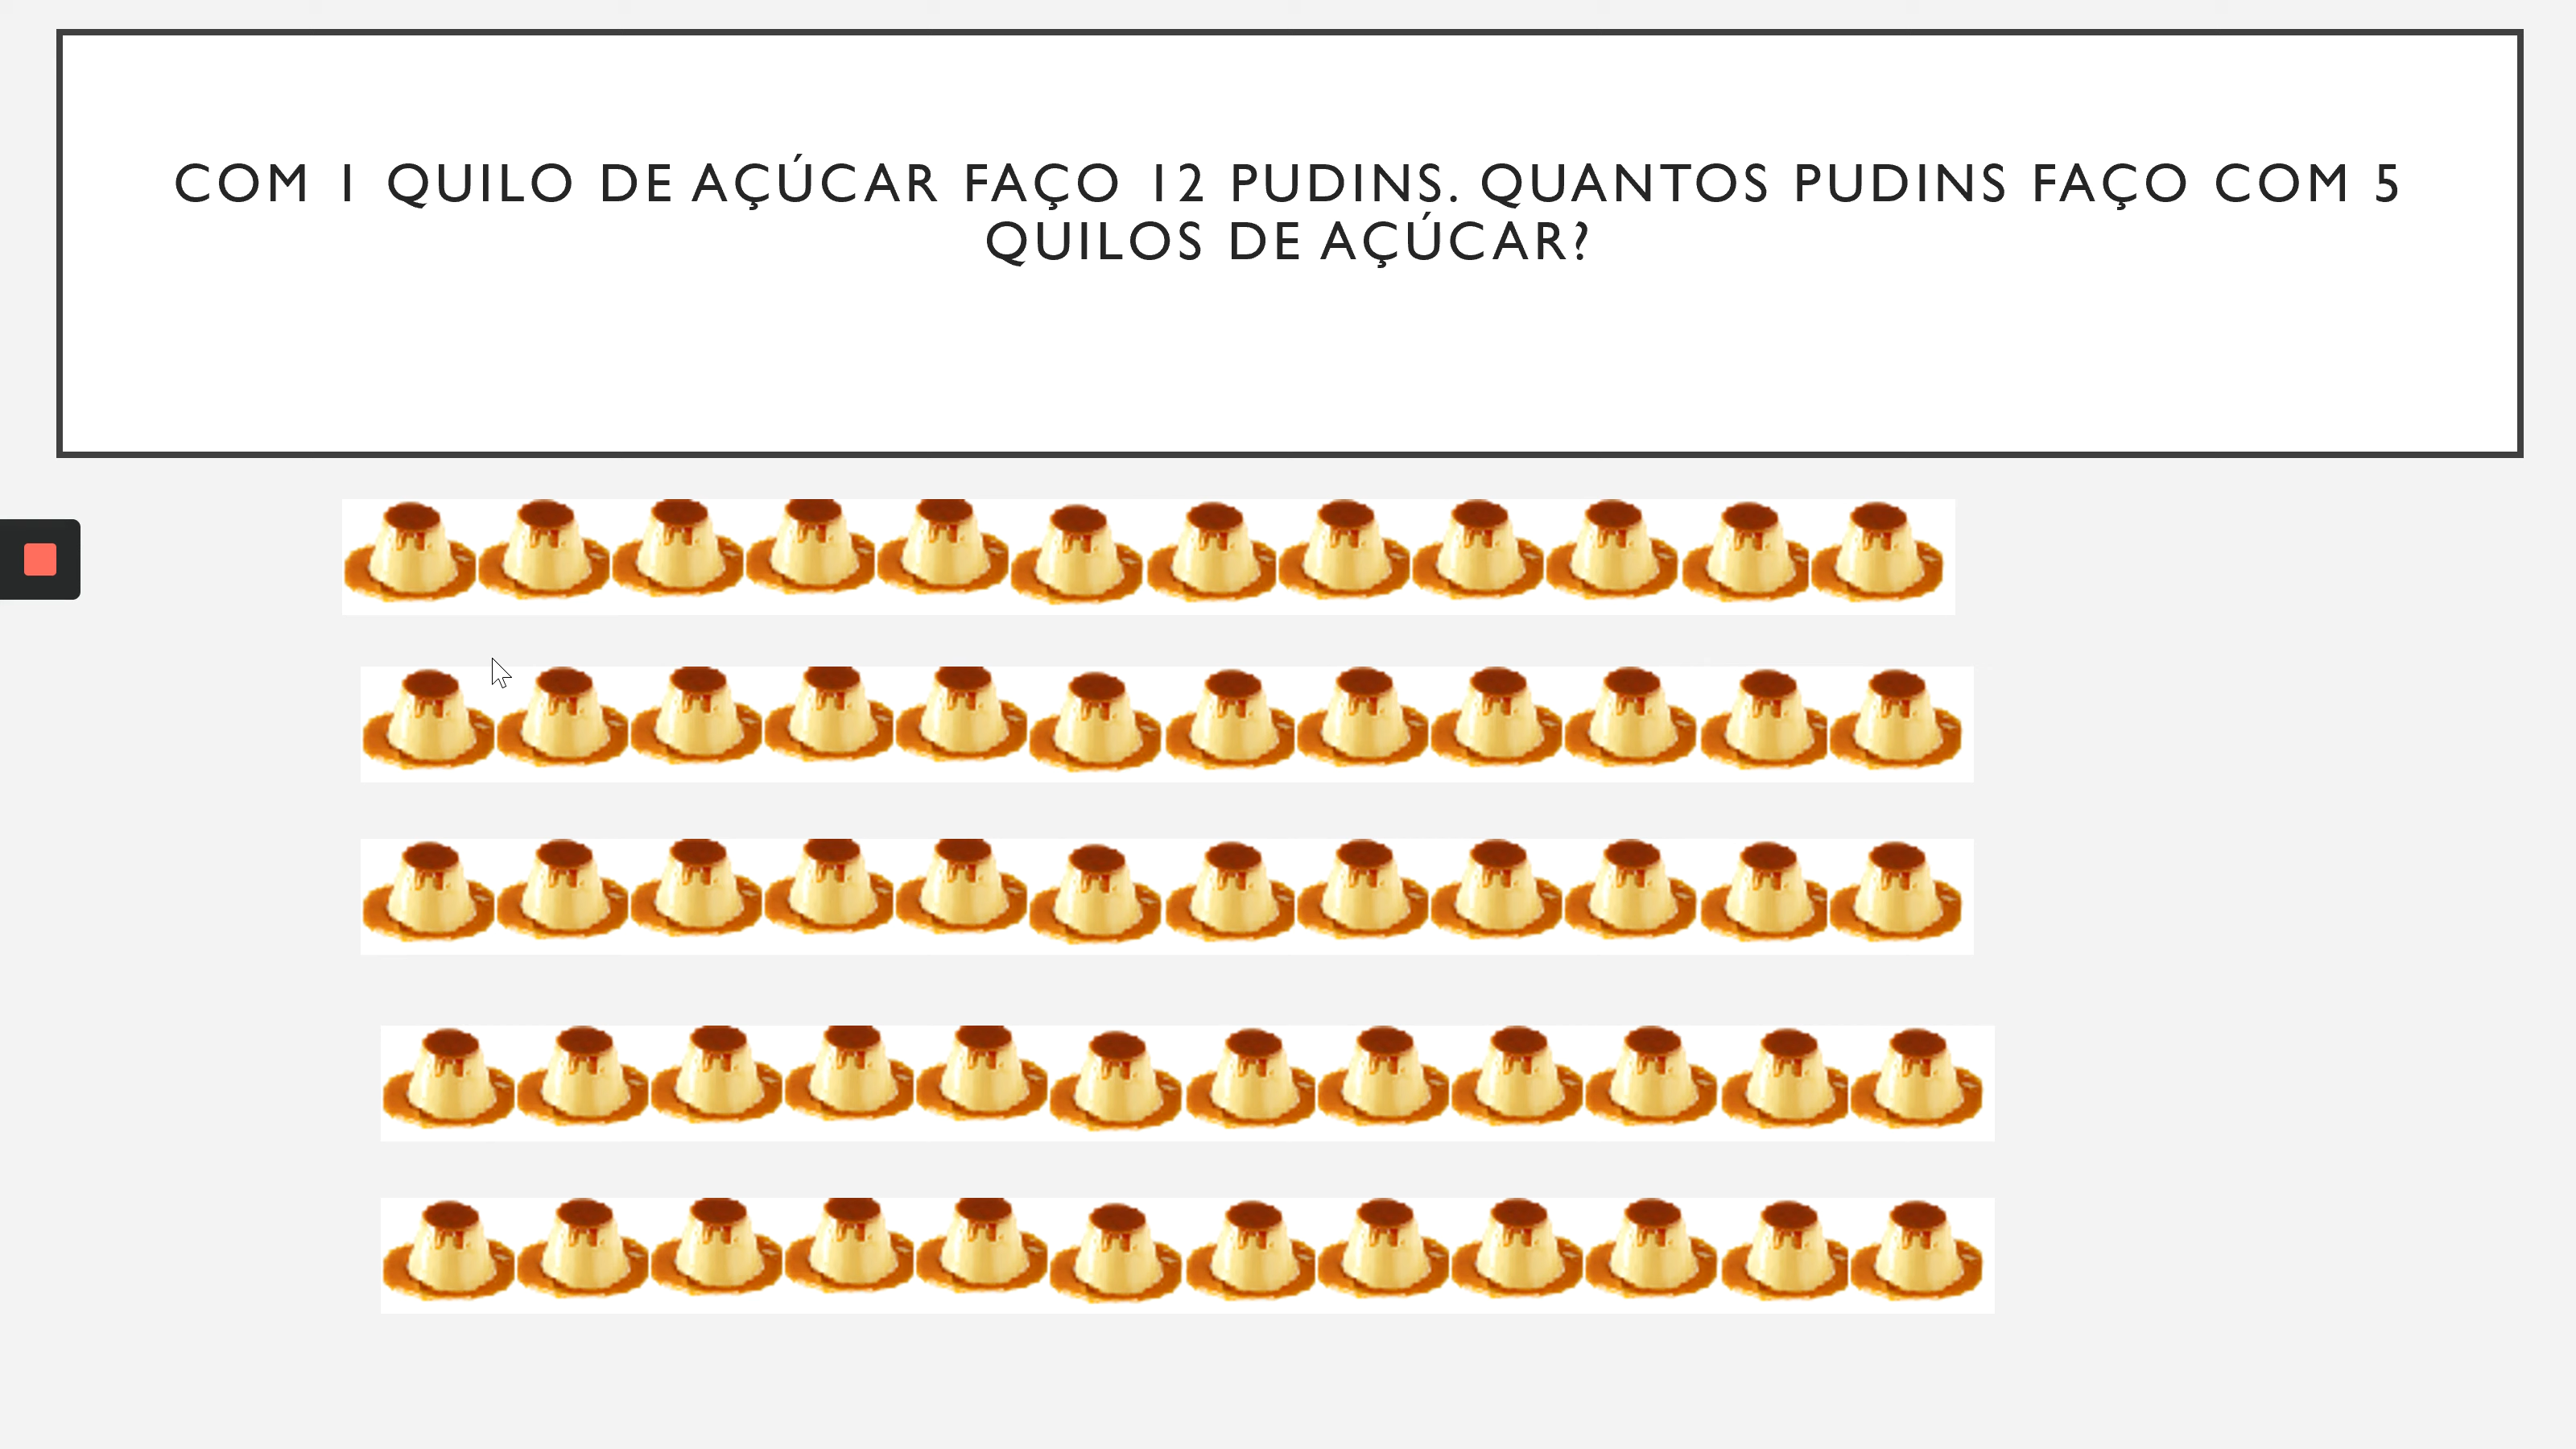 COM 1 QUILO DE AÇÚCAR FAÇO 12 PUDINS. QUANTOS PUDINS FAÇO COM 5
QUILOS DE AÇÚCAR?